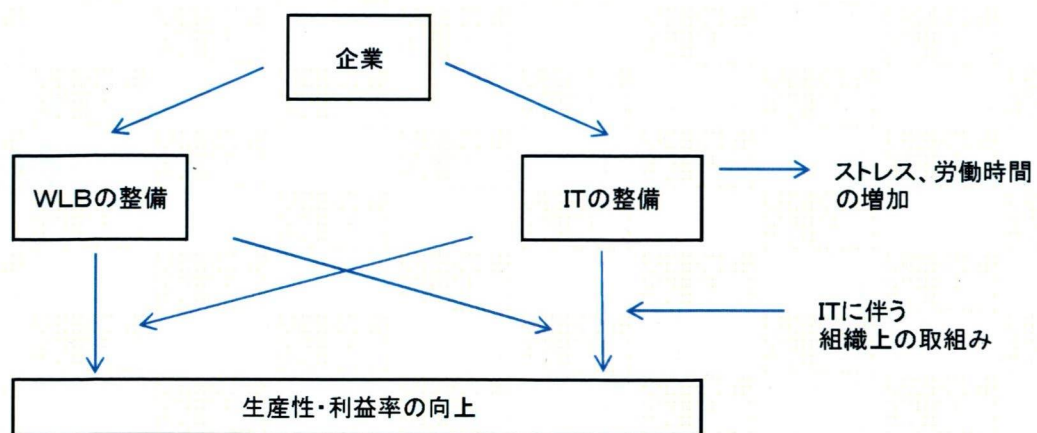 企業
WLBの整備
ITの整備
ストレス、労働時間
の増加
ITに伴う
組織上の取組み
生産性・利益率の向上